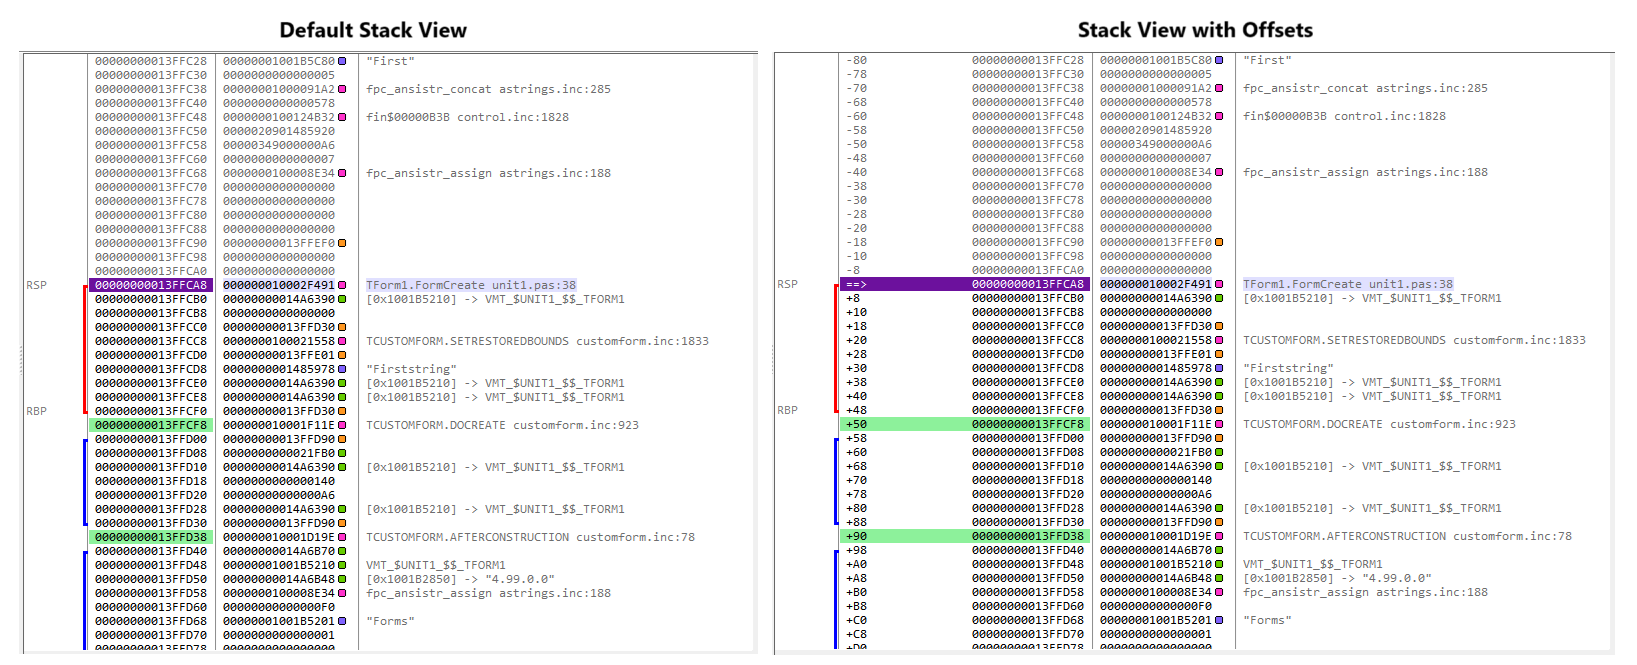 Default Stack View
00000000013FFC28 00000001001B5C80 "First"
00000000013FFC30 0000000000000005
00000000013FFC38 00000001000091A2 fpc_ansistr_concat astrings.inc:285
00000000013FFC40 0000000000000578
00000000013FFC48 0000000100124B32 fin$00000B3B control.inc:1828
00000000013FFC50 0000020901485920
00000000013FFC58 00000349000000A6
00000000013FFC60 0000000000000007
00000000013FFC68 0000000100008E34 fpc_ansistr_assign astrings.inc:188
00000000013FFC70 0000000000000000
00000000013FFC78 0000000000000000
00000000013FFC80 0000000000000000
00000000013FFC88 0000000000000000
00000000013FFC90 00000000013FFEF0
00000000013FFC98 0000000000000000
00000000013FFCA0 0000000000000000
RSP 00000000013FFCA8 000000010002F491 TForm1.FormCreate unit1.pas:38
00000000013FFCB0 00000000014A6390 [0x1001B5210] -> VMT_$UNIT1_$$_TFORM1
00000000013FFCB8 0000000000000000
00000000013FFCC0 00000000013FFD30
00000000013FFCC8 0000000100021558 TCUSTOMFORM.SETRESTOREDBOUNDS customform.inc:1833
00000000013FFCD0 00000000013FFE01
00000000013FFCD8 0000000001485978 "Firststring"
00000000013FFCE0 00000000014A6390 [0x1001B5210] -> VMT_$UNIT1_$$_TFORM1
00000000013FFCE8 00000000014A6390 [0x1001B5210] -> VMT_$UNIT1_$$_TFORM1
RBP 00000000013FFCF0 00000000013FFD30
00000000013FFCF8 000000010001F11E TCUSTOMFORM.DOCREATE customform.inc:923
00000000013FFD00 00000000013FFD90
00000000013FFD08 000000000021FB0
00000000013FFD10 00000000014A6390 [0x1001B5210] -> VMT_$UNIT1_$$_TFORM1
00000000013FFD18 0000000000000140
00000000013FFD20 00000000000000A6
00000000013FFD28 00000000014A6390 [0x1001B5210] -> VMT_$UNIT1_$$_TFORM1
00000000013FFD30 00000000013FFD90
00000000013FFD38 000000010001D19E TCUSTOMFORM.AFTERCONSTRUCTION customform.inc:78
00000000013FFD40 00000000014A6B70
00000000013FFD48 00000001001B5210 VMT_$UNIT1_$$_TFORM1
00000000013FFD50 00000000014A6B48 [0x1001B2850] -> "4.99.0.0"
00000000013FFD58 0000000100008E34 fpc_ansistr_assign astrings.inc:188
00000000013FFD60 00000000000000F0
00000000013FFD68 00000001001B5201 "Forms"
00000000013FFD70 0000000000000001
00000000013FFD78 0000000000000000
Stack View with Offsets
-80 00000000013FFC28 00000001001B5C80 "First"
-78 00000000013FFC30 0000000000000005
-70 00000000013FFC38 00000001000091A2 fpc_ansistr_concat astrings.inc:285
-68 00000000013FFC40 0000000000000578
-60 00000000013FFC48 0000000100124B32 fin$00000B3B control.inc:1828
-58 00000000013FFC50 0000020901485920
-50 00000000013FFC58 00000349000000A6
-48 00000000013FFC60 0000000000000007
-40 00000000013FFC68 0000000100008E34 fpc_ansistr_assign astrings.inc:188
-38 00000000013FFC70 0000000000000000
-30 00000000013FFC78 0000000000000000
-28 00000000013FFC80 0000000000000000
-20 00000000013FFC88 0000000000000000
-18 00000000013FFC90 00000000013FFEF0
-10 00000000013FFC98 0000000000000000
-8 00000000013FFCA0 0000000000000000
RSP ==> 00000000013FFCA8 000000010002F491 TForm1.FormCreate unit1.pas:38
+8 00000000013FFCB0 00000000014A6390 [0x1001B5210] -> VMT_$UNIT1_$$_TFORM1
+10 00000000013FFCB8 0000000000000000
+18 00000000013FFCC0 00000000013FFD30
+20 00000000013FFCC8 0000000100021558 TCUSTOMFORM.SETRESTOREDBOUNDS customform.inc:1833
+28 00000000013FFCD0 00000000013FFE01
+30 00000000013FFCD8 0000000001485978 "Firststring"
+38 00000000013FFCE0 00000000014A6390 [0x1001B5210] -> VMT_$UNIT1_$$_TFORM1
+40 00000000013FFCE8 00000000014A6390 [0x1001B5210] -> VMT_$UNIT1_$$_TFORM1
RBP +48 00000000013FFCF0 00000000013FFD30
+50 00000000013FFCF8 000000010001F11E TCUSTOMFORM.DOCREATE customform.inc:923
+58 00000000013FFD00 00000000013FFD90
+60 00000000013FFD08 000000000021FB0
+68 00000000013FFD10 00000000014A6390 [0x1001B5210] -> VMT_$UNIT1_$$_TFORM1
+70 00000000013FFD18 0000000000000140
+78 00000000013FFD20 00000000000000A6
+80 00000000013FFD28 00000000014A6390 [0x1001B5210] -> VMT_$UNIT1_$$_TFORM1
+88 00000000013FFD30 00000000013FFD90
+90 00000000013FFD38 000000010001D19E TCUSTOMFORM.AFTERCONSTRUCTION customform.inc:78
+98 00000000013FFD40 00000000014A6B70
+A0 00000000013FFD48 00000001001B5210 VMT_$UNIT1_$$_TFORM1
+A8 00000000013FFD50 00000000014A6B48 [0x1001B2850] -> "4.99.0.0"
+B0 00000000013FFD58 0000000100008E34 fpc_ansistr_assign astrings.inc:188
+B8 00000000013FFD60 00000000000000F0
+C0 00000000013FFD68 00000001001B5201 "Forms"
+C8 00000000013FFD70 0000000000000001
+D0 00000000013FFD78 0000000000000000